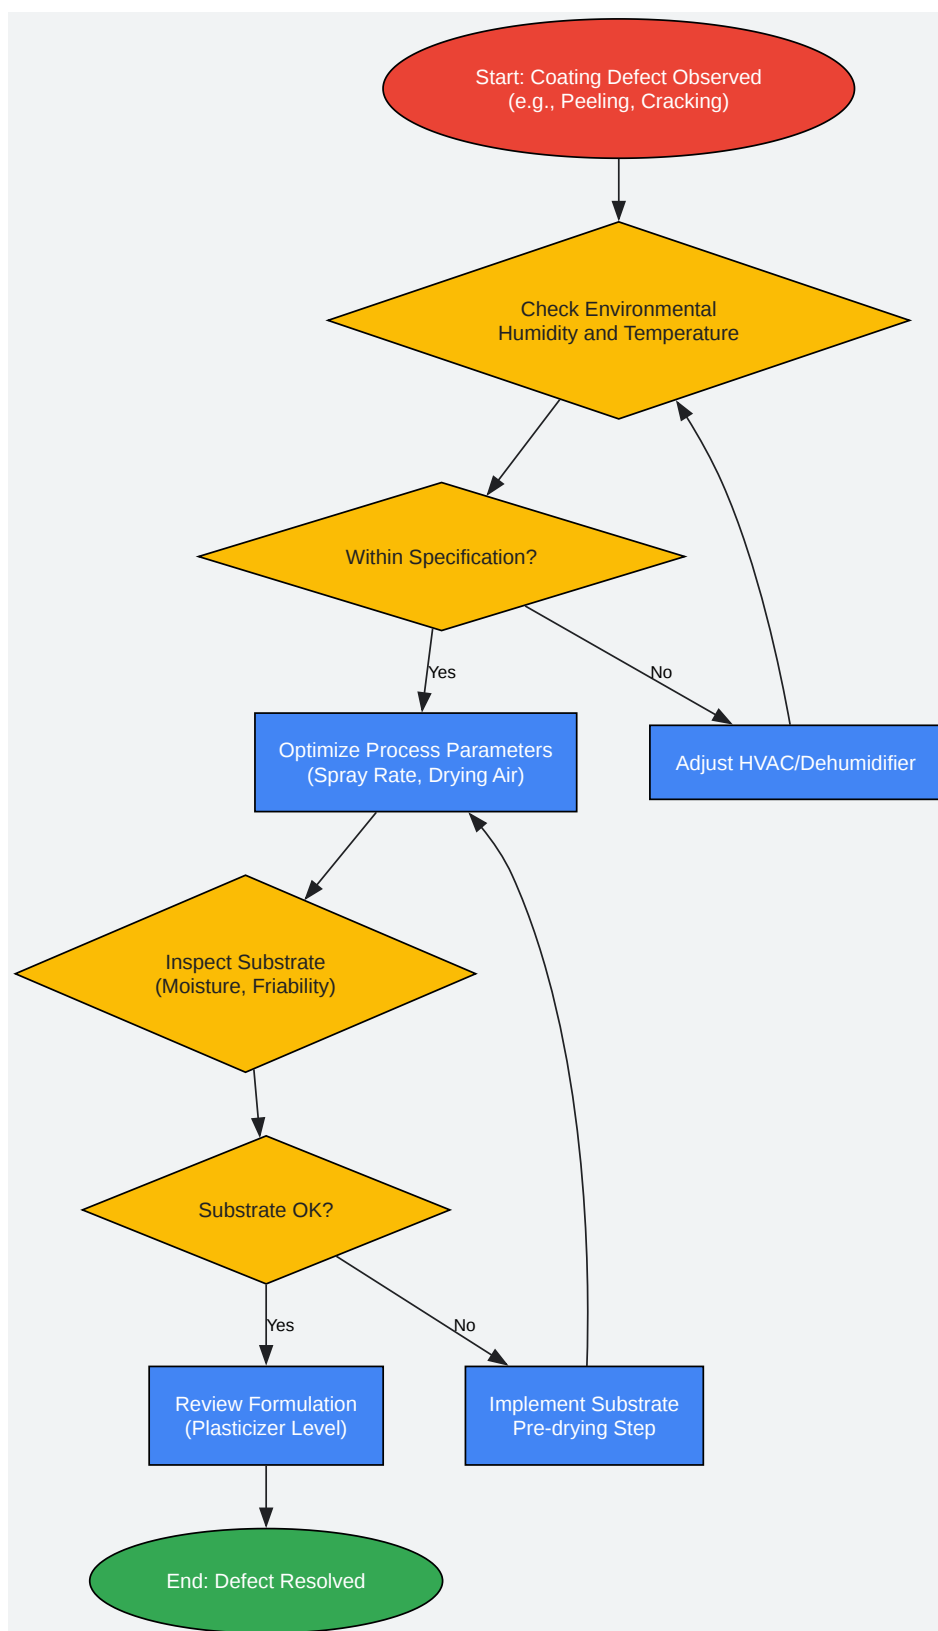 Start: Coating Defect Observed
(e.g., Peeling, Cracking)
Check Environmental
Humidity and Temperature
Within Specification?
Yes
No
Optimize Process Parameters
(Spray Rate, Drying Air)
Adjust HVAC/Dehumidifier
Inspect Substrate
(Moisture, Friability)
Substrate OK?
Yes
No
Review Formulation
(Plasticizer Level)
Implement Substrate
Pre-drying Step
End: Defect Resolved